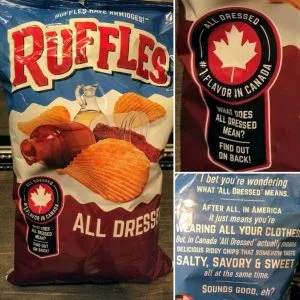 RUFFLES HAVE RRRIDGES!™
RUFFLES
ALL DRESSED
#1 FLAVOR IN CANADA
WHAT DOES
ALL DRESSED
MEAN?
FIND OUT
ON BACK!
ALL DRESSE
ALL DRESSED
#1 FLAVOR IN CANADA
WHAT DOES
ALL DRESSED
MEAN?
FIND OUT
ON BACK!
I bet you're wondering
WHAT "ALL DRESSED" MEANS.
AFTER ALL, IN AMERICA
it just means you're
WEARING ALL YOUR CLOTHES
But, in Canada "All Dressed" actually means
DELICIOUS RIDGY CHIPS THAT SOMEHOW TASTE
SALTY, SAVORY & SWEET
all at the same time.
SOUNDS GOOD, eh?